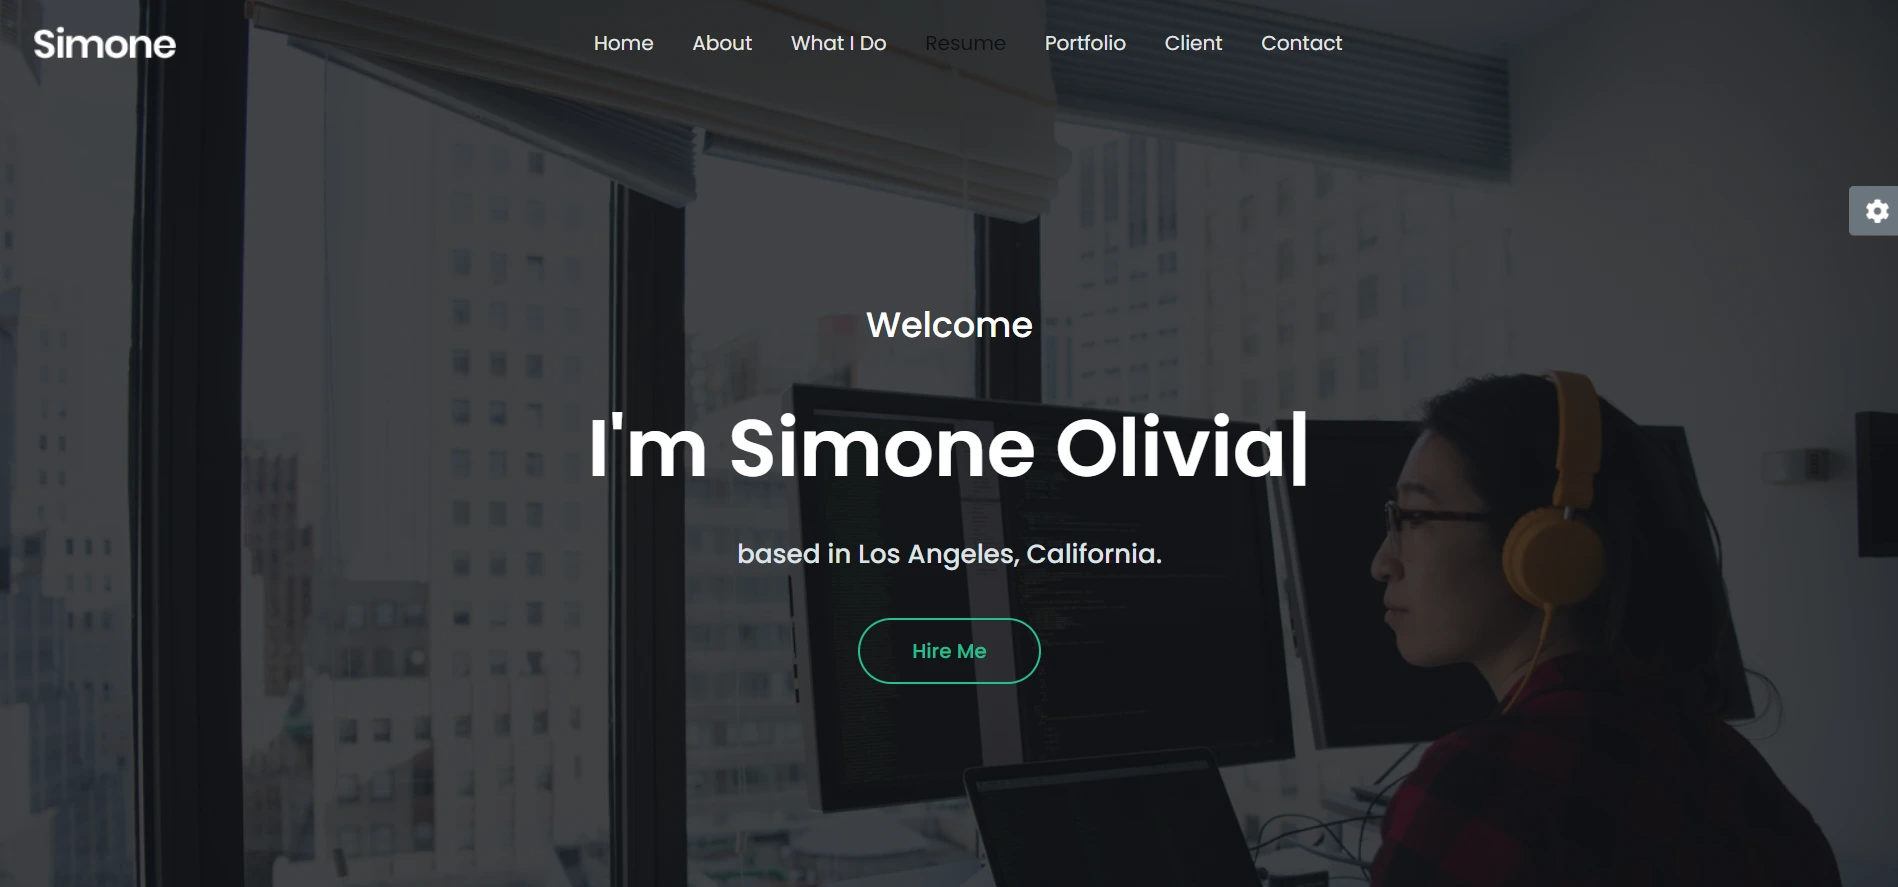 Simone
Home About What I Do Resume Portfolio Client Contact
Welcome
I'm Simone Olivia|
based in Los Angeles, California.
Hire Me